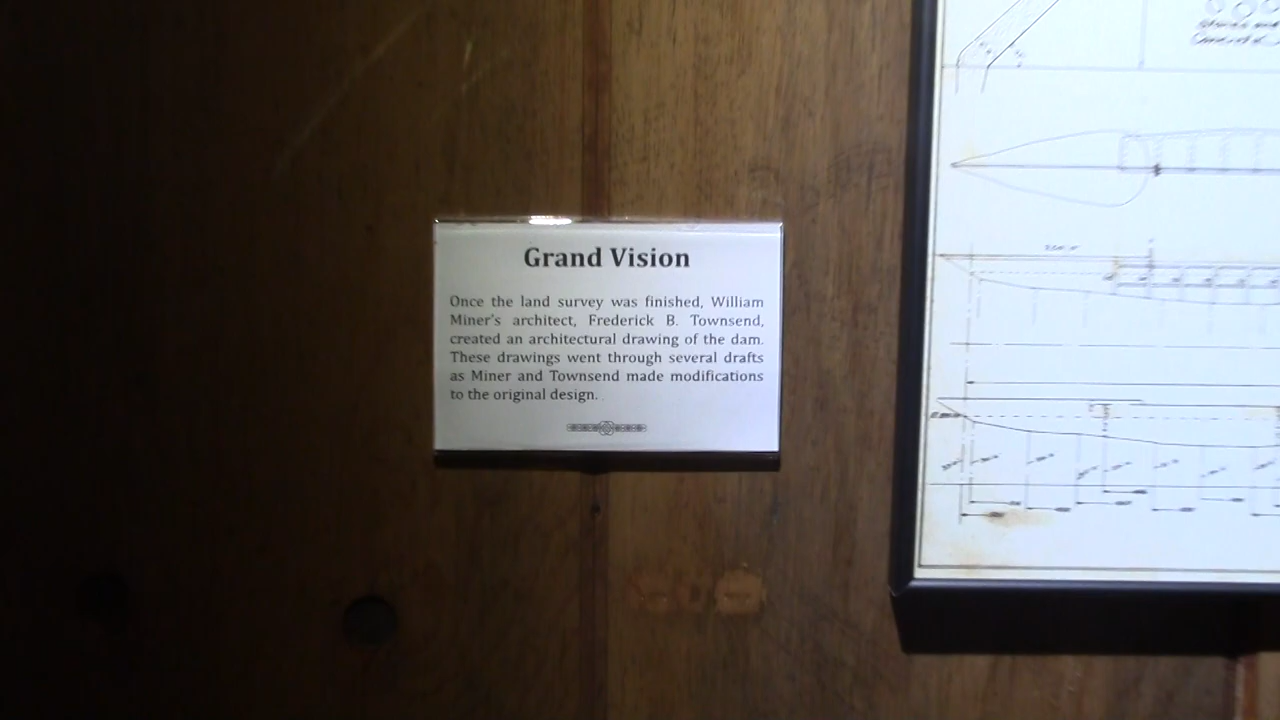 Grand Vision
Once the land survey was finished, William
Miner's architect, Frederick B. Townsend,
created an architectural drawing of the dam.
These drawings went through several drafts
as Miner and Townsend made modifications
to the original design.